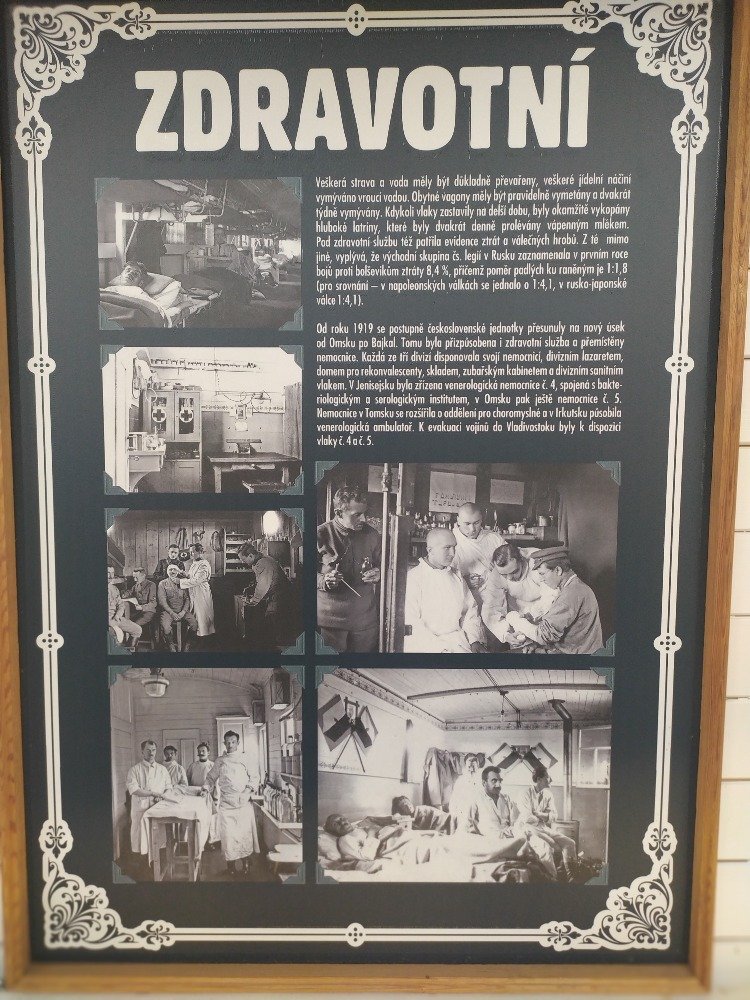 ZDRAVOTNÍ
Veškerá strava a voda měly být důkladně převařeny, veškeré jídelní náčiní
vymýváno vroucí vodou. Obytné vagony měly být pravidelně vymetány a dvakrát
týdně vymývány. Kdykoli vlaky zastavily na delší dobu, byly okamžitě vykopány
hluboké latriny, které byly dvakrát denně prolévány vápenným mlékem.
Pod zdravotní službu též patřila evidence ztrát a válečných hrobů. Z té mimo
jiné, vyplývá, že východní skupina čs. legií v Rusku zaznamenala v prvním roce
bojů proti bolševikům ztráty 8,4 %, přičemž poměr padlých ku raněným je 1:1,8
(pro srovnání – v napoleonských válkách se jednalo o 1:4,1, v rusko-japonské
válce 1:4,1).
Od roku 1919 se postupně československé jednotky přesunuly na nový úsek
od Omsku po Bajkal. Tomu byla přizpůsobena i zdravotní služba a přemístěny
nemocnice. Každá ze tří divizí disponovala svojí nemocnicí, divizním lazaretem,
domem pro rekonvalescenty, skladem, zubařským kabinetem a divizním sanitním
vlakem. V Jenisejsku byla zřízena venerologická nemocnice č. 4, spojená s bakte-
riologickým a serologickým institutem, v Omsku pak ještě nemocnice č. 5.
Nemocnice v Tomsku se rozšířila o oddělení pro choromyslné a v Irkutsku působila
venerologická ambulatoř. K evakuaci vojínů do Vladivostoku byly k dispozici
vlaky č. 4 a č. 5.